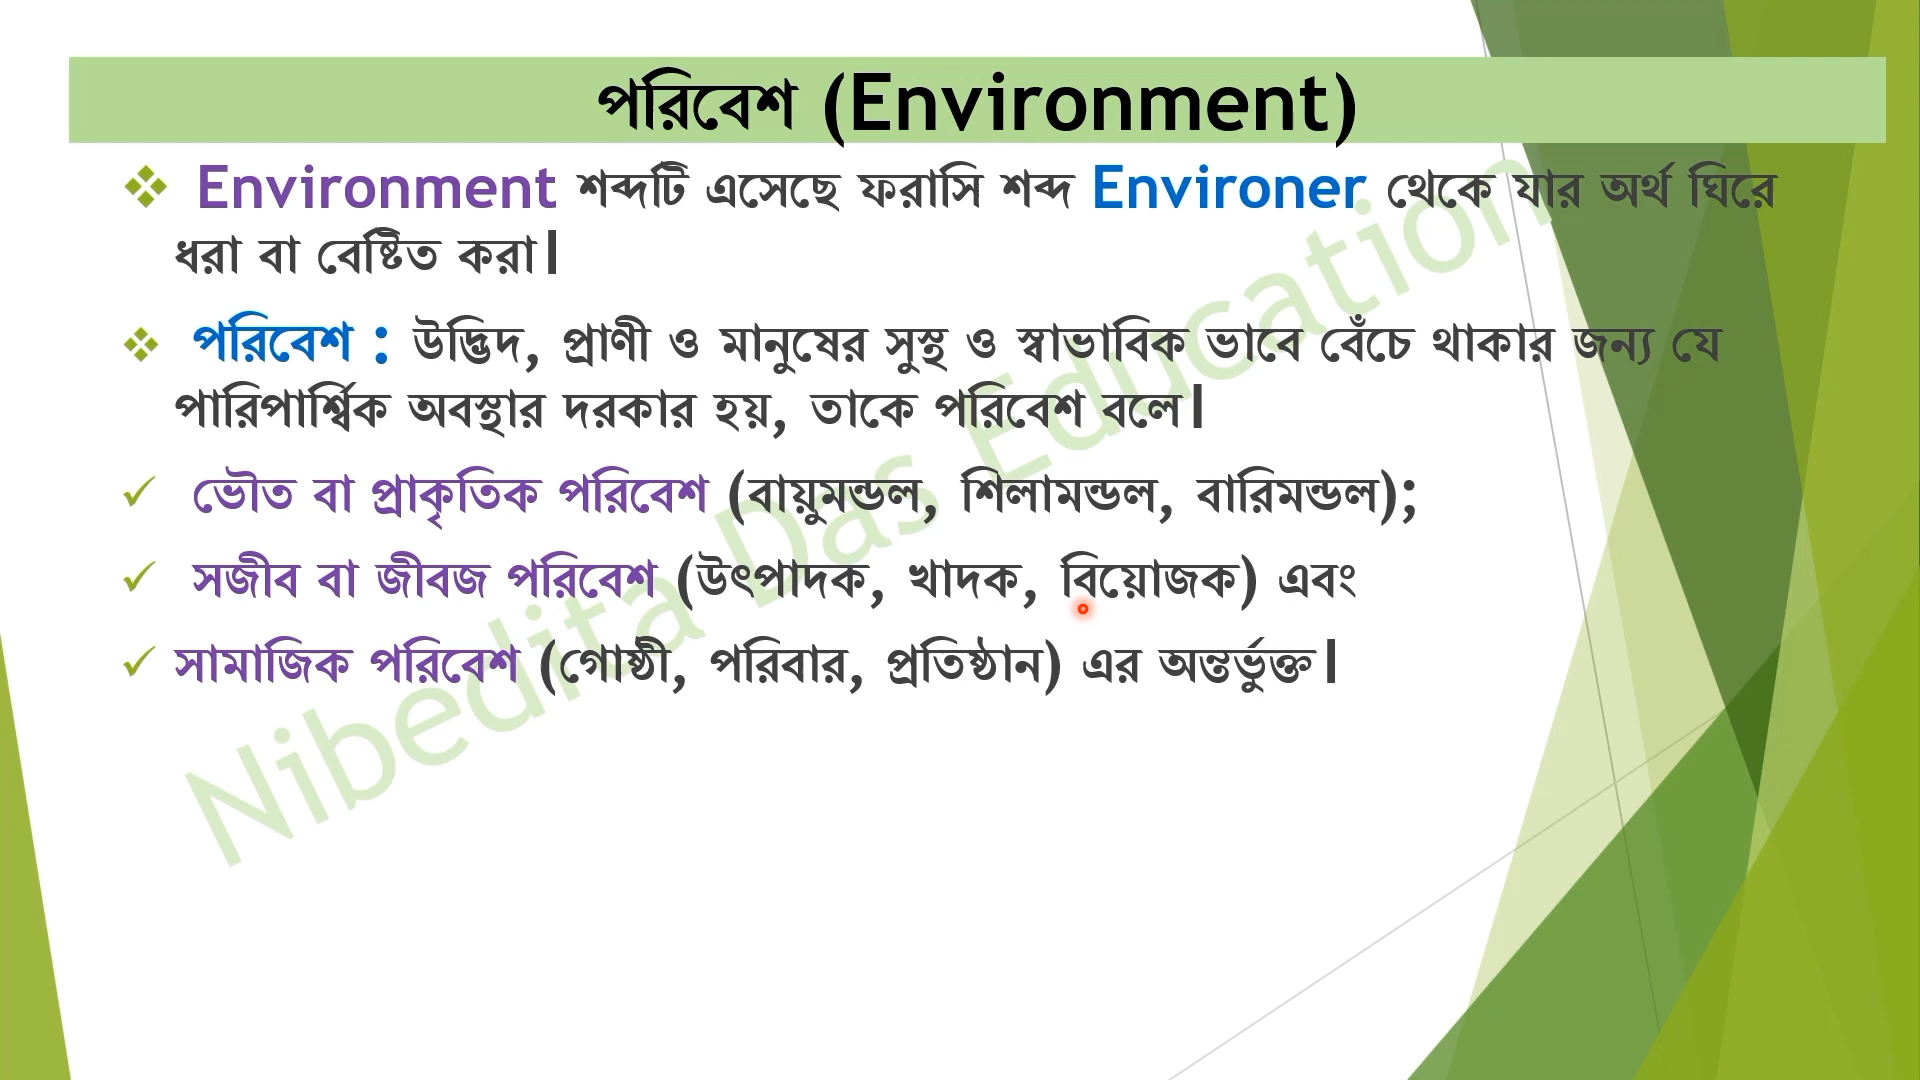 পরিবেশ (Environment)
Environment শব্দটি এসেছে ফরাসি শব্দ Environer থেকে যার অর্থ ঘিরে
ধরা বা বেষ্টিত করা।
পরিবেশ : উদ্ভিদ, প্রাণী ও মানুষের সুস্থ ও স্বাভাবিক ভাবে বেঁচে থাকার জন্য যে
পারিপার্শ্বিক অবস্থার দরকার হয়, তাকে পরিবেশ বলে।
ভৌত বা প্রাকৃতিক পরিবেশ (বায়ুমন্ডল, শিলামন্ডল, বারিমন্ডল);
সজীব বা জীবজ পরিবেশ (উৎপাদক, খাদক, বিয়োজক) এবং
সামাজিক পরিবেশ (গোষ্ঠী, পরিবার, প্রতিষ্ঠান) এর অন্তর্ভুক্ত।
Nibedita Das Education